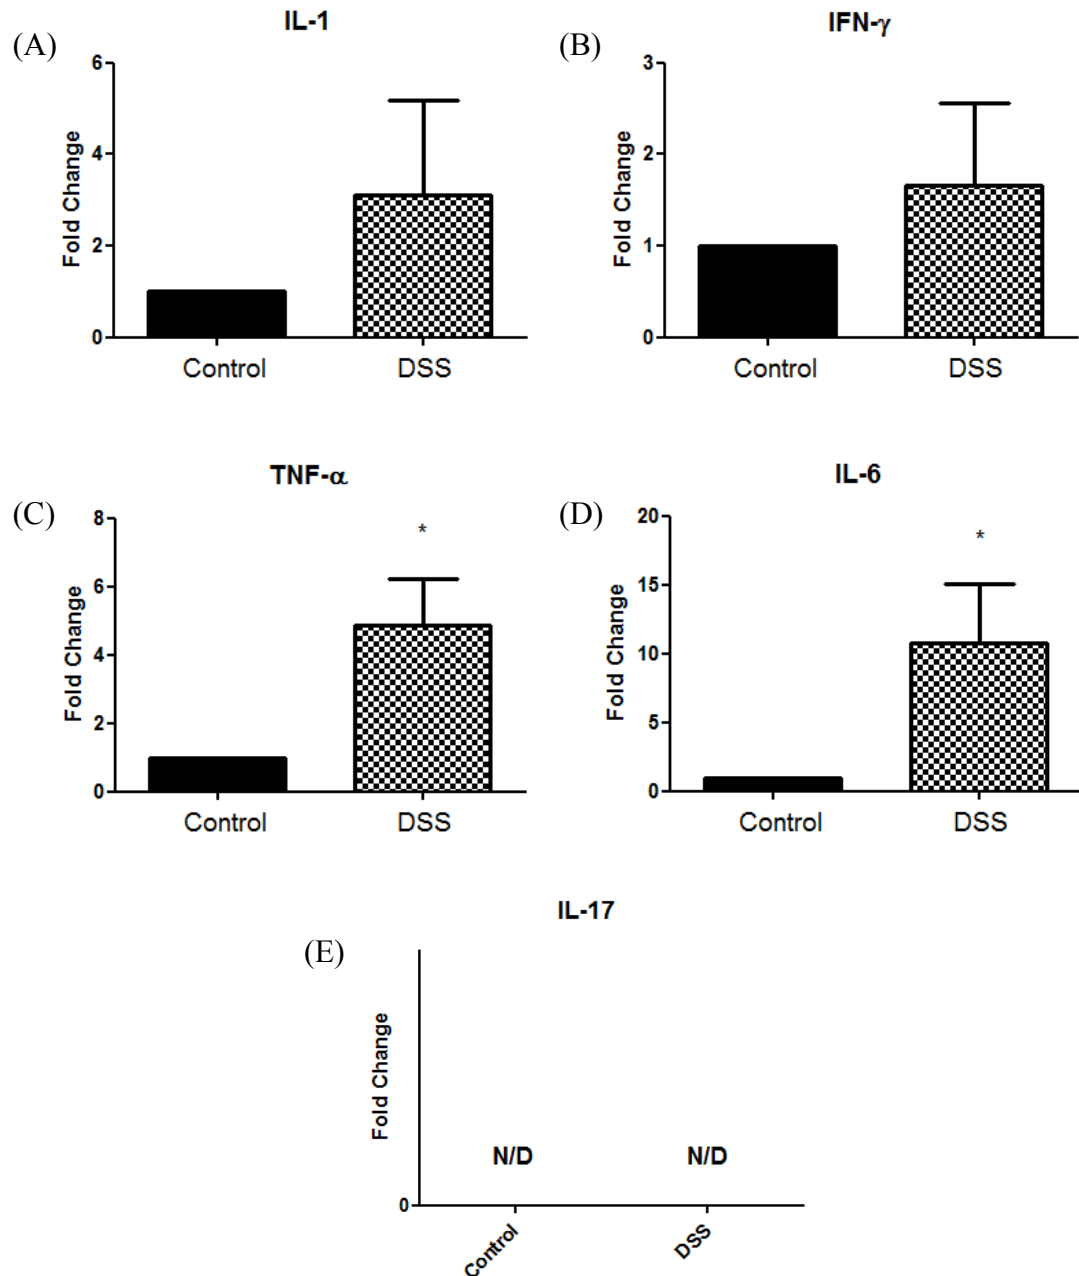 (A)
IL-1
Fold Change
6
4
2
0
Control DSS
(B)
IFN-γ
Fold Change
3
2
1
0
Control DSS
(C)
TNF-α
Fold Change
8
6
4
2
0
*
Control DSS
(D)
IL-6
Fold Change
20
15
10
5
0
*
Control DSS
(E)
IL-17
Fold Change
0
N/D N/D
Control DSS